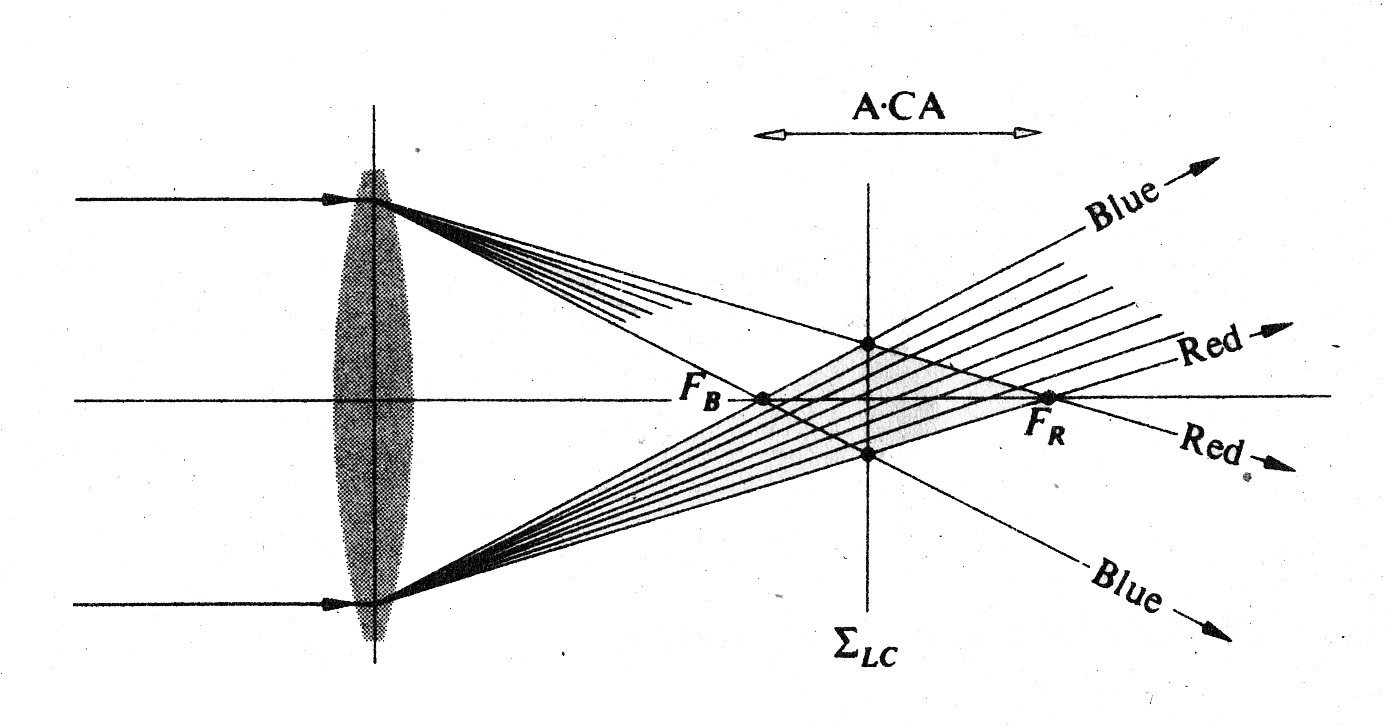 A·CA
Blue
Red
F_B
F_R
Red
Blue
Σ_LC